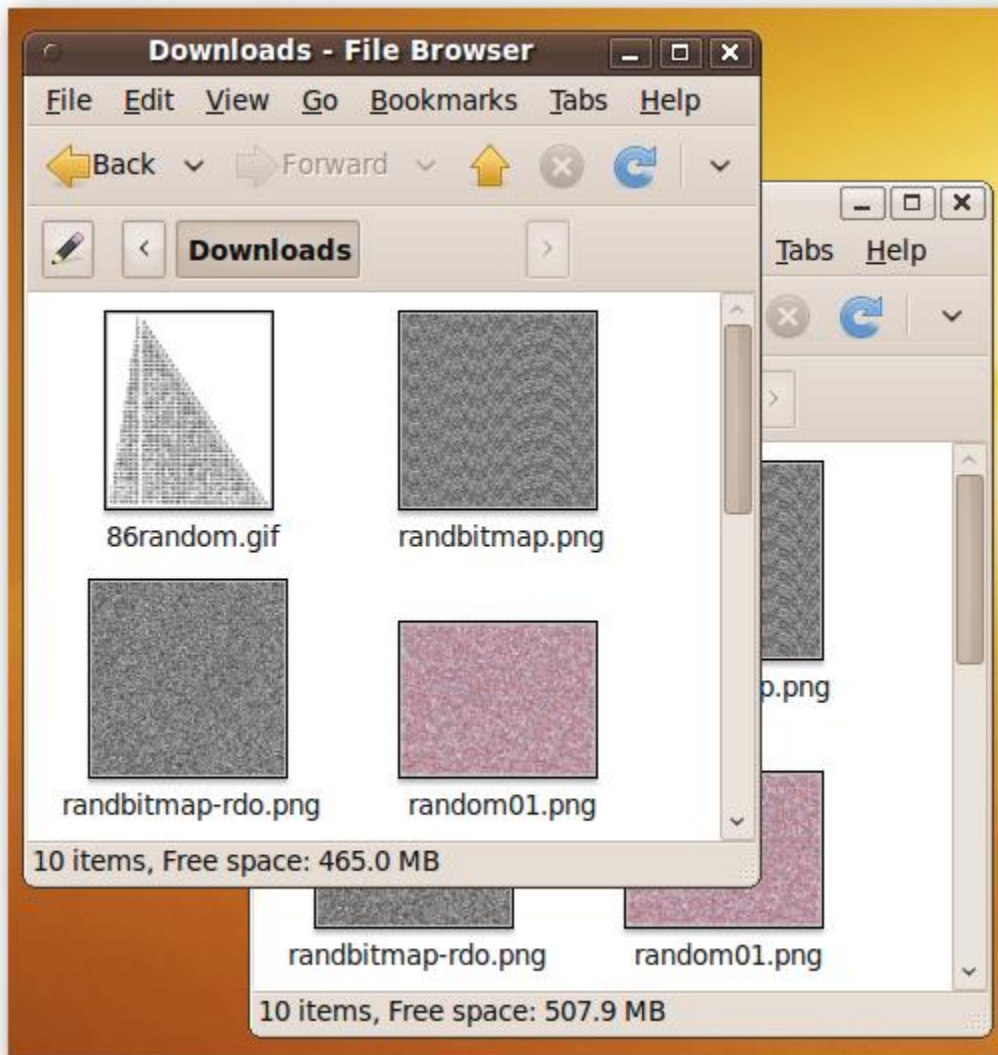 Downloads - File Browser
File Edit View Go Bookmarks Tabs Help
Back Forward
Downloads
86random.gif randbitmap.png
randbitmap-rdo.png random01.png
10 items, Free space: 465.0 MB
Tabs Help
p.png
randbitmap-rdo.png random01.png
10 items, Free space: 507.9 MB